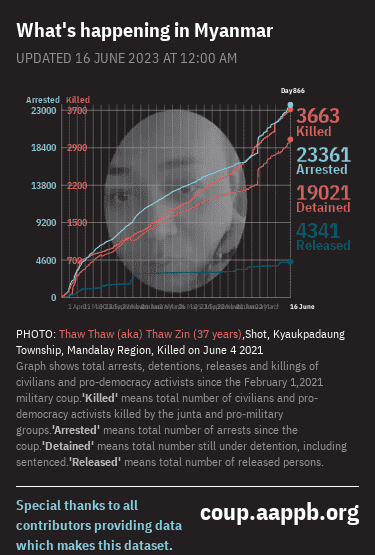 What's happening in Myanmar
UPDATED 16 JUNE 2023 AT 12:00 AM
Day866
Arrested Killed
23000 3700
3663
Killed
18400 2900
23361
Arrested
13800 2200
19021
Detained
9200 1500
4341
Released
4600 700
0
16 June
PHOTO: Thaw Thaw (aka) Thaw Zin (37 years),Shot, Kyaukpadaung
Township, Mandalay Region, Killed on June 4 2021
Graph shows total arrests, detentions, releases and killings of
civilians and pro-democracy activists since the February 1,2021
military coup.'Killed' means total number of civilians and pro-
democracy activists killed by the junta and pro-military
groups.'Arrested' means total number of arrests since the
coup.'Detained' means total number still under detention, including
sentenced.'Released' means total number of released persons.
Special thanks to all
contributors providing data
which makes this dataset.
coup.aappb.org